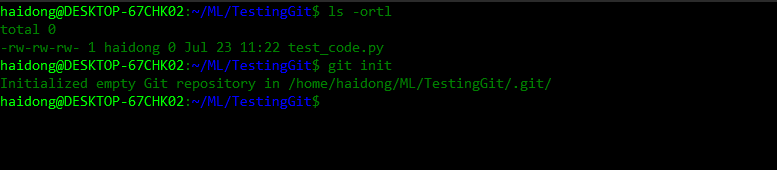 haidong@DESKTOP-67CHK02:~/ML/TestingGit$ ls -ortl
total 0
-rw-rw-rw- 1 haidong 0 Jul 23 11:22 test_code.py
haidong@DESKTOP-67CHK02:~/ML/TestingGit$ git init
Initialized empty Git repository in /home/haidong/ML/TestingGit/.git/
haidong@DESKTOP-67CHK02:~/ML/TestingGit$